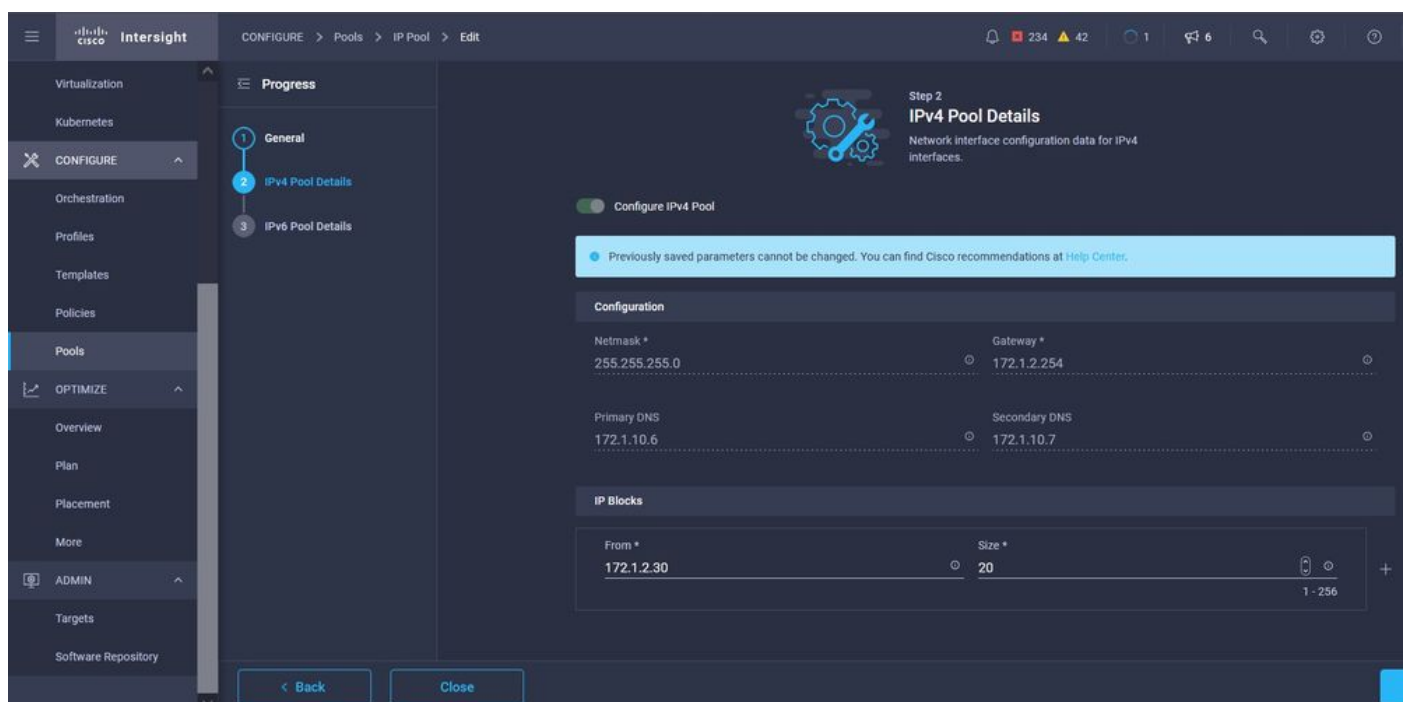 cisco Intersight
CONFIGURE > Pools > IP Pool > Edit
234 42 1 6
Virtualization
Kubernetes
CONFIGURE
Orchestration
Profiles
Templates
Policies
Pools
OPTIMIZE
Overview
Plan
Placement
More
ADMIN
Targets
Software Repository
Progress
1 General
2 IPv4 Pool Details
3 IPv6 Pool Details
Step 2
IPv4 Pool Details
Network interface configuration data for IPv4
interfaces.
Configure IPv4 Pool
Previously saved parameters cannot be changed. You can find Cisco recommendations at Help Center.
Configuration
Netmask *
255.255.255.0
Gateway *
172.1.2.254
Primary DNS
172.1.10.6
Secondary DNS
172.1.10.7
IP Blocks
From *
172.1.2.30
Size *
20
1 - 256
< Back
Close